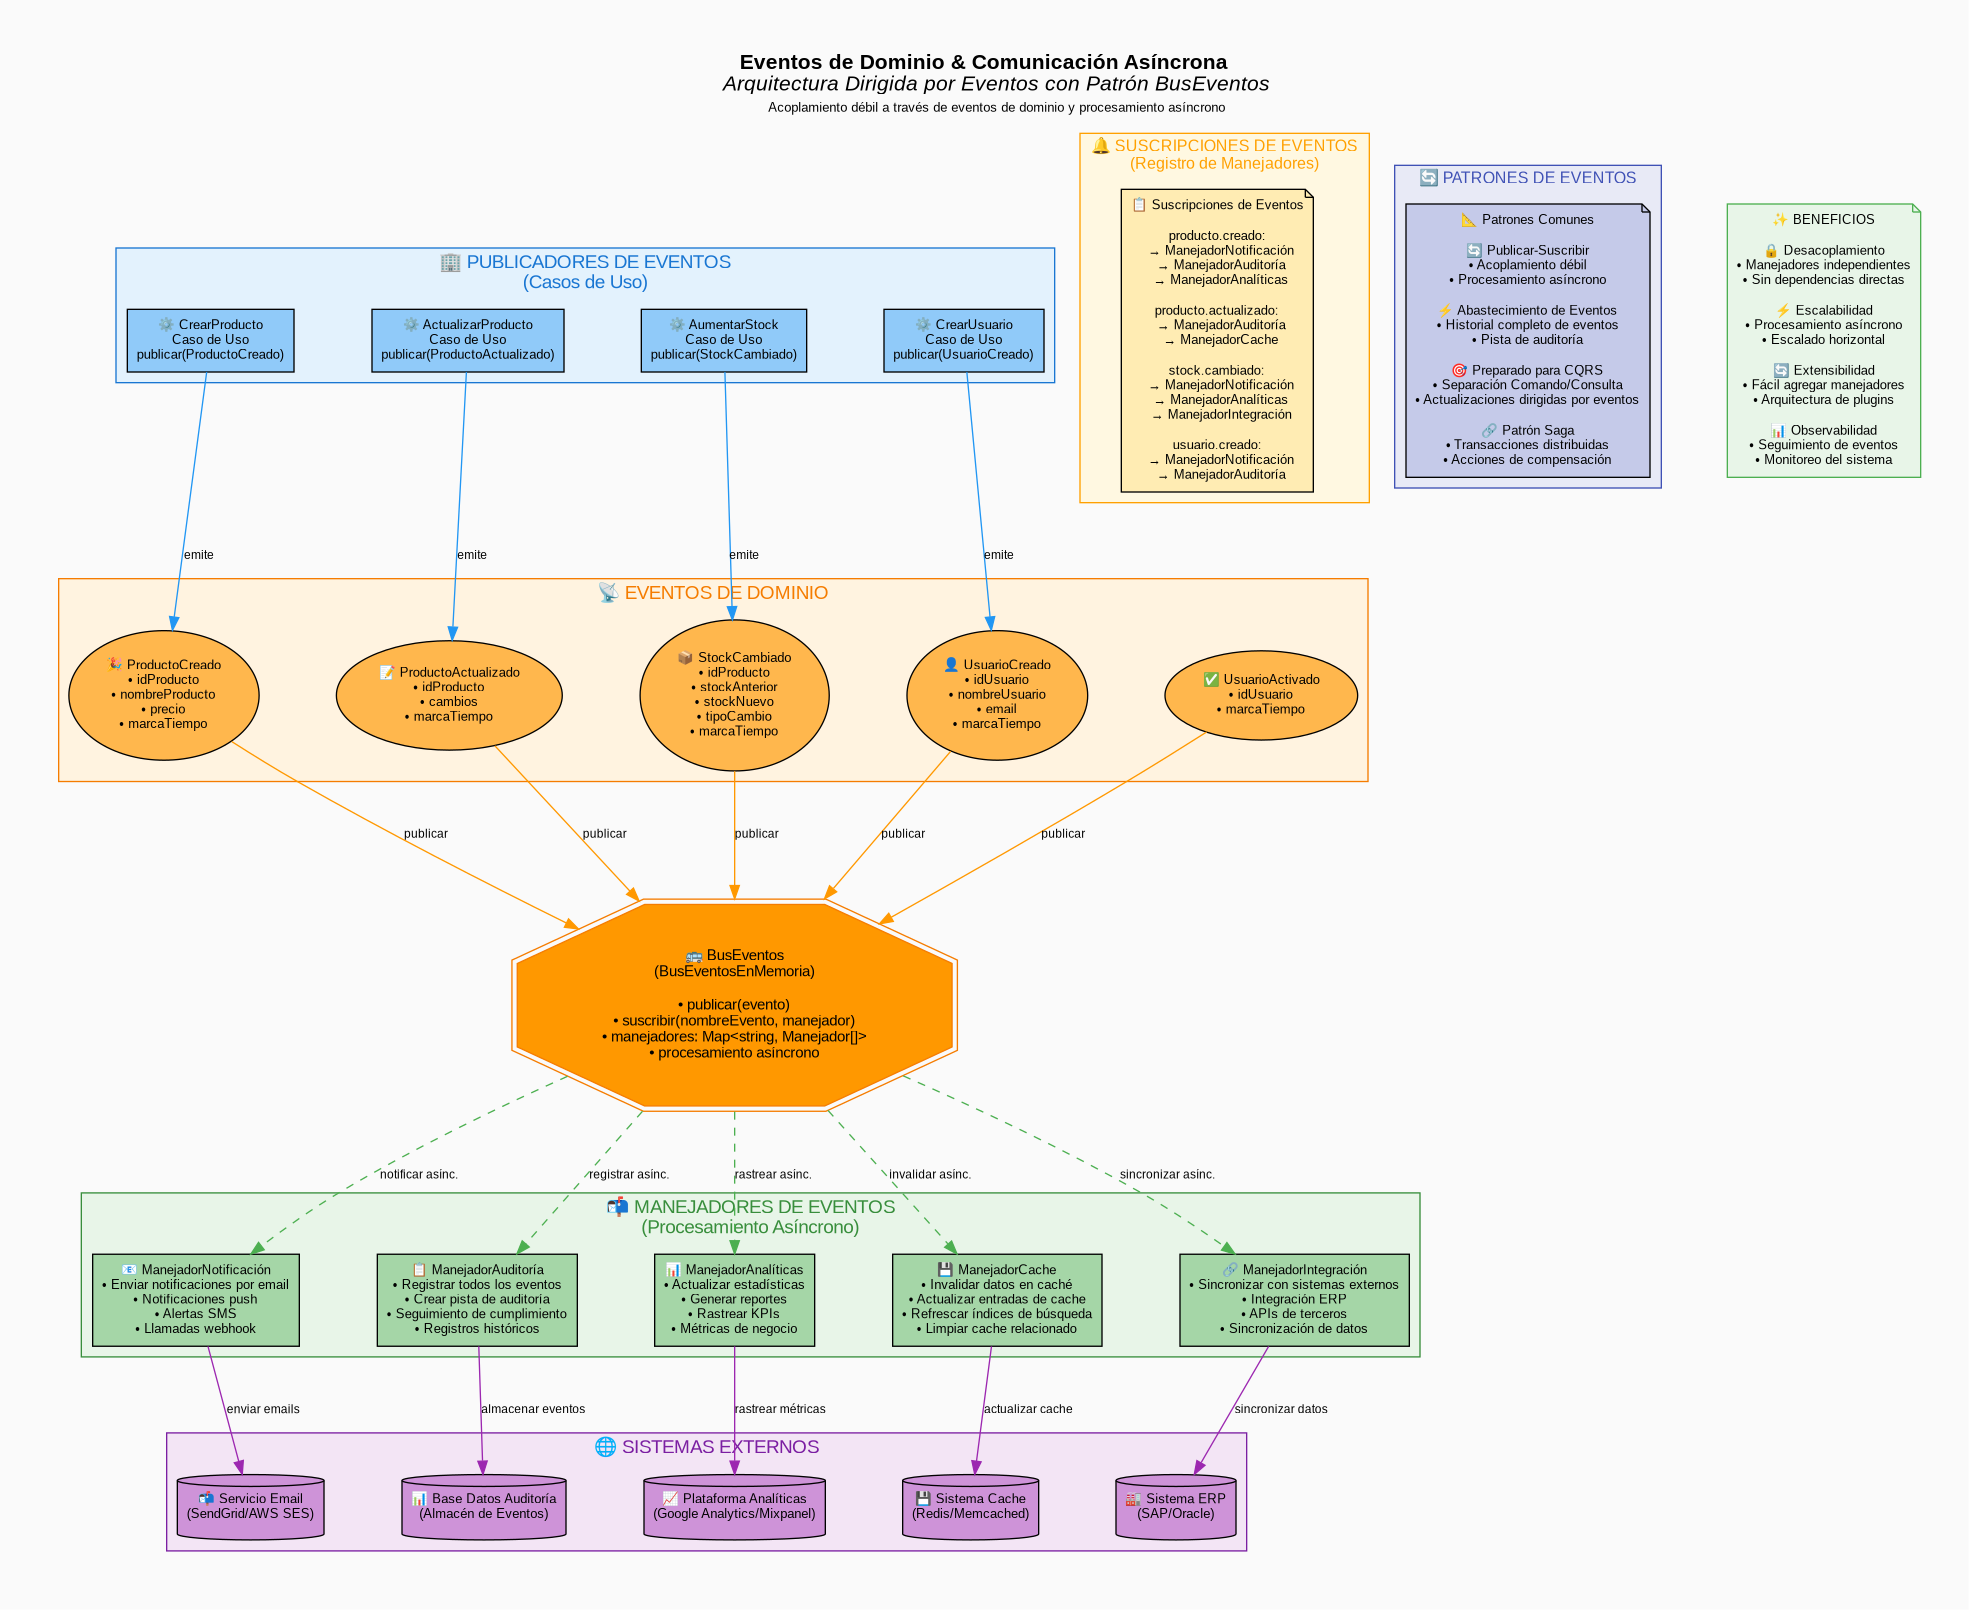 Eventos de Dominio & Comunicación Asíncrona
Arquitectura Dirigida por Eventos con Patrón BusEventos
Acoplamiento débil a través de eventos de dominio y procesamiento asíncrono
🔔 SUSCRIPCIONES DE EVENTOS
(Registro de Manejadores)
📋 Suscripciones de Eventos
producto.creado:
→ ManejadorNotificación
→ ManejadorAuditoría
→ ManejadorAnalíticas
producto.actualizado:
→ ManejadorAuditoría
→ ManejadorCache
stock.cambiado:
→ ManejadorNotificación
→ ManejadorAnalíticas
→ ManejadorIntegración
usuario.creado:
→ ManejadorNotificación
→ ManejadorAuditoría
🔄 PATRONES DE EVENTOS
📐 Patrones Comunes
🔄 Publicar-Suscribir
• Acoplamiento débil
• Procesamiento asíncrono
⚡ Abastecimiento de Eventos
• Historial completo de eventos
• Pista de auditoría
🎯 Preparado para CQRS
• Separación Comando/Consulta
• Actualizaciones dirigidas por eventos
🔗 Patrón Saga
• Transacciones distribuidas
• Acciones de compensación
✨ BENEFICIOS
🔒 Desacoplamiento
• Manejadores independientes
• Sin dependencias directas
⚡ Escalabilidad
• Procesamiento asíncrono
• Escalado horizontal
🔄 Extensibilidad
• Fácil agregar manejadores
• Arquitectura de plugins
📊 Observabilidad
• Seguimiento de eventos
• Monitoreo del sistema
🏢 PUBLICADORES DE EVENTOS
(Casos de Uso)
⚙️ CrearProducto
Caso de Uso
publicar(ProductoCreado)
⚙️ ActualizarProducto
Caso de Uso
publicar(ProductoActualizado)
⚙️ AumentarStock
Caso de Uso
publicar(StockCambiado)
⚙️ CrearUsuario
Caso de Uso
publicar(UsuarioCreado)
emite
emite
emite
emite
📡 EVENTOS DE DOMINIO
🎉 ProductoCreado
• idProducto
• nombreProducto
• precio
• marcaTiempo
📝 ProductoActualizado
• idProducto
• cambios
• marcaTiempo
📦 StockCambiado
• idProducto
• stockAnterior
• stockNuevo
• tipoCambio
• marcaTiempo
👤 UsuarioCreado
• idUsuario
• nombreUsuario
• email
• marcaTiempo
✅ UsuarioActivado
• idUsuario
• marcaTiempo
publicar
publicar
publicar
publicar
publicar
🚌 BusEventos
(BusEventosEnMemoria)
• publicar(evento)
• suscribir(nombreEvento, manejador)
• manejadores: Map<string, Manejador[]>
• procesamiento asíncrono
notificar asinc.
registrar asinc.
rastrear asinc.
invalidar asinc.
sincronizar asinc.
📬 MANEJADORES DE EVENTOS
(Procesamiento Asíncrono)
📧 ManejadorNotificación
• Enviar notificaciones por email
• Notificaciones push
• Alertas SMS
• Llamadas webhook
📋 ManejadorAuditoría
• Registrar todos los eventos
• Crear pista de auditoría
• Seguimiento de cumplimiento
• Registros históricos
📊 ManejadorAnalíticas
• Actualizar estadísticas
• Generar reportes
• Rastrear KPIs
• Métricas de negocio
💾 ManejadorCache
• Invalidar datos en caché
• Actualizar entradas de cache
• Refrescar índices de búsqueda
• Limpiar cache relacionado
🔗 ManejadorIntegración
• Sincronizar con sistemas externos
• Integración ERP
• APIs de terceros
• Sincronización de datos
enviar emails
almacenar eventos
rastrear métricas
actualizar cache
sincronizar datos
🌐 SISTEMAS EXTERNOS
📬 Servicio Email
(SendGrid/AWS SES)
📊 Base Datos Auditoría
(Almacén de Eventos)
📈 Plataforma Analíticas
(Google Analytics/Mixpanel)
💾 Sistema Cache
(Redis/Memcached)
🏭 Sistema ERP
(SAP/Oracle)